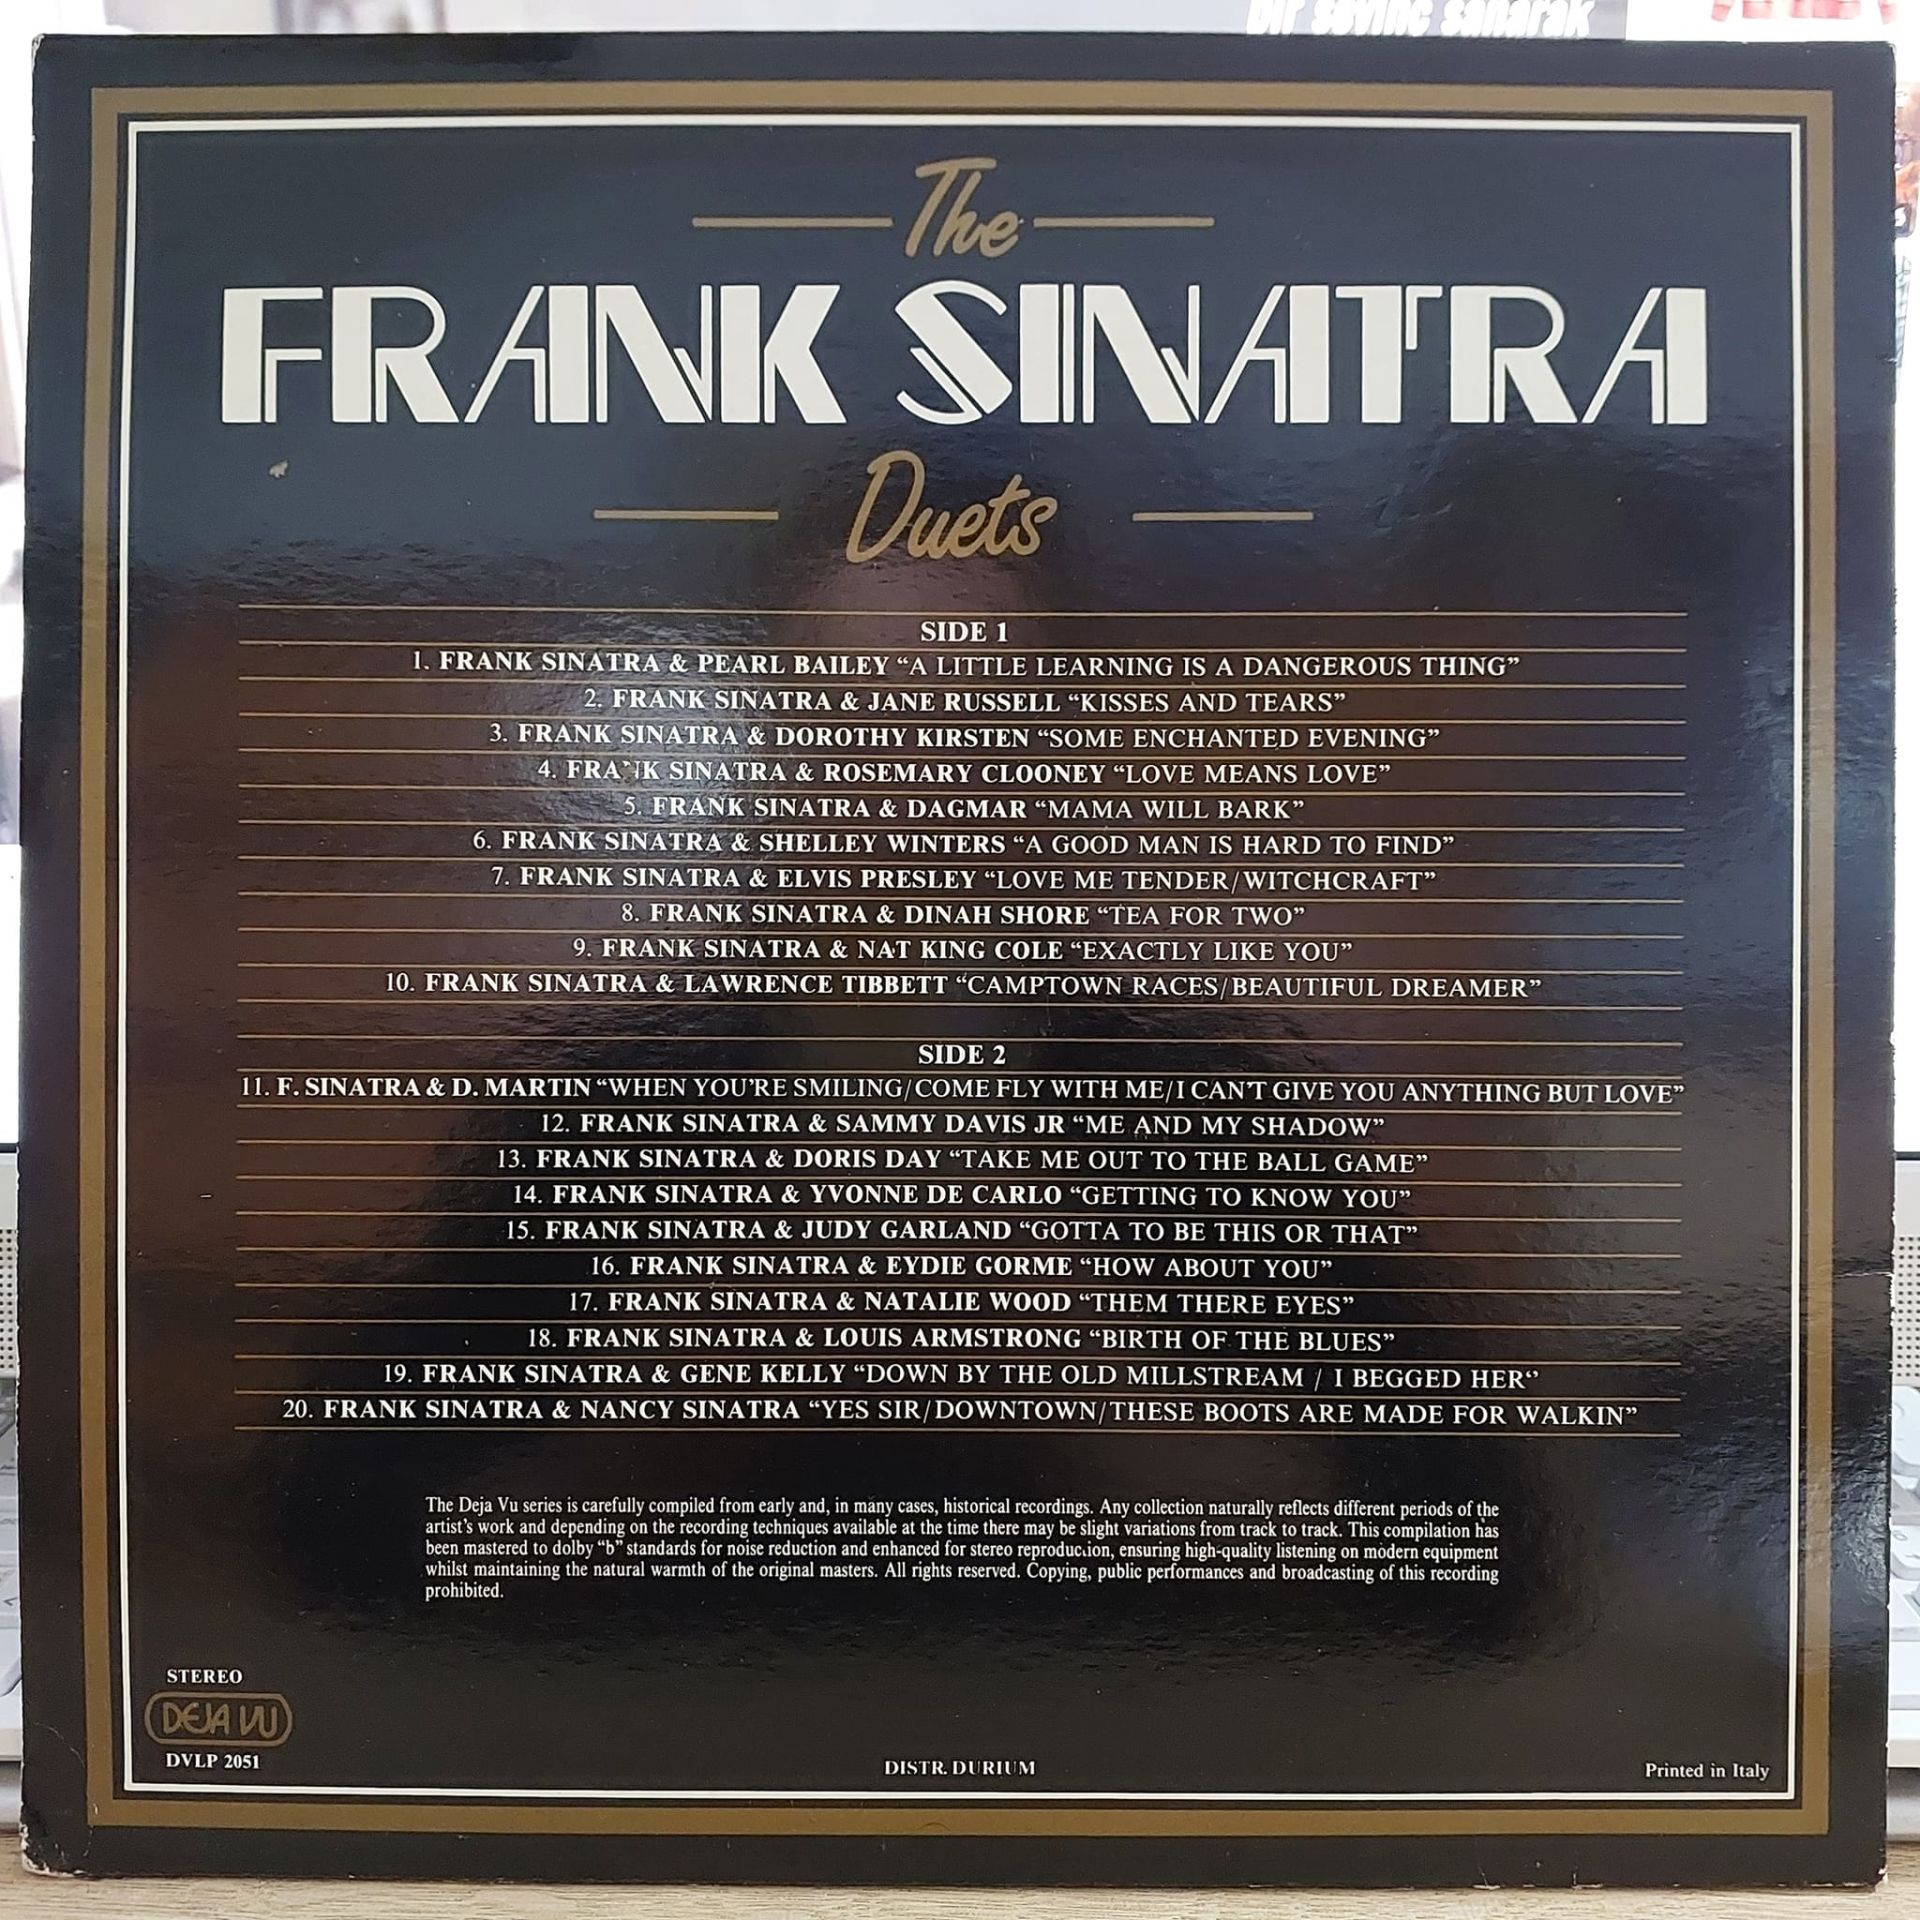 bir sevinç sanarak
The
FRANK SINATRA
Duets
SIDE 1
1. FRANK SINATRA & PEARL BAILEY “A LITTLE LEARNING IS A DANGEROUS THING”
2. FRANK SINATRA & JANE RUSSELL “KISSES AND TEARS”
3. FRANK SINATRA & DOROTHY KIRSTEN “SOME ENCHANTED EVENING”
4. FRANK SINATRA & ROSEMARY CLOONEY “LOVE MEANS LOVE”
5. FRANK SINATRA & DAGMAR “MAMA WILL BARK”
6. FRANK SINATRA & SHELLEY WINTERS “A GOOD MAN IS HARD TO FIND”
7. FRANK SINATRA & ELVIS PRESLEY “LOVE ME TENDER/WITCHCRAFT”
8. FRANK SINATRA & DINAH SHORE “TEA FOR TWO”
9. FRANK SINATRA & NAT KING COLE “EXACTLY LIKE YOU”
10. FRANK SINATRA & LAWRENCE TIBBETT “CAMPTOWN RACES/BEAUTIFUL DREAMER”
SIDE 2
11. F. SINATRA & D. MARTIN “WHEN YOU'RE SMILING/COME FLY WITH ME/I CAN'T GIVE YOU ANYTHING BUT LOVE”
12. FRANK SINATRA & SAMMY DAVIS JR “ME AND MY SHADOW”
13. FRANK SINATRA & DORIS DAY “TAKE ME OUT TO THE BALL GAME”
14. FRANK SINATRA & YVONNE DE CARLO “GETTING TO KNOW YOU”
15. FRANK SINATRA & JUDY GARLAND “GOTTA TO BE THIS OR THAT”
16. FRANK SINATRA & EYDIE GORME “HOW ABOUT YOU”
17. FRANK SINATRA & NATALIE WOOD “THEM THERE EYES”
18. FRANK SINATRA & LOUIS ARMSTRONG “BIRTH OF THE BLUES”
19. FRANK SINATRA & GENE KELLY “DOWN BY THE OLD MILLSTREAM / I BEGGED HER“
20. FRANK SINATRA & NANCY SINATRA “YES SIR/DOWNTOWN/THESE BOOTS ARE MADE FOR WALKIN”
The Deja Vu series is carefully compiled from early and, in many cases, historical recordings. Any collection naturally reflects different periods of the
artist's work and depending on the recording techniques available at the time there may be slight variations from track to track. This compilation has
been mastered to dolby “b” standards for noise reduction and enhanced for stereo reproduction, ensuring high-quality listening on modern equipment
whilst maintaining the natural warmth of the original masters. All rights reserved. Copying, public performances and broadcasting of this recording
prohibited.
STEREO
DEJA VU
DVLP 2051
DISTR. DURIUM
Printed in Italy